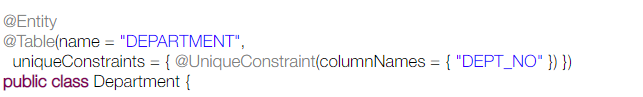 @Entity
@Table(name = "DEPARTMENT",
uniqueConstraints = { @UniqueConstraint(columnNames = { "DEPT_NO" }) })
public class Department {